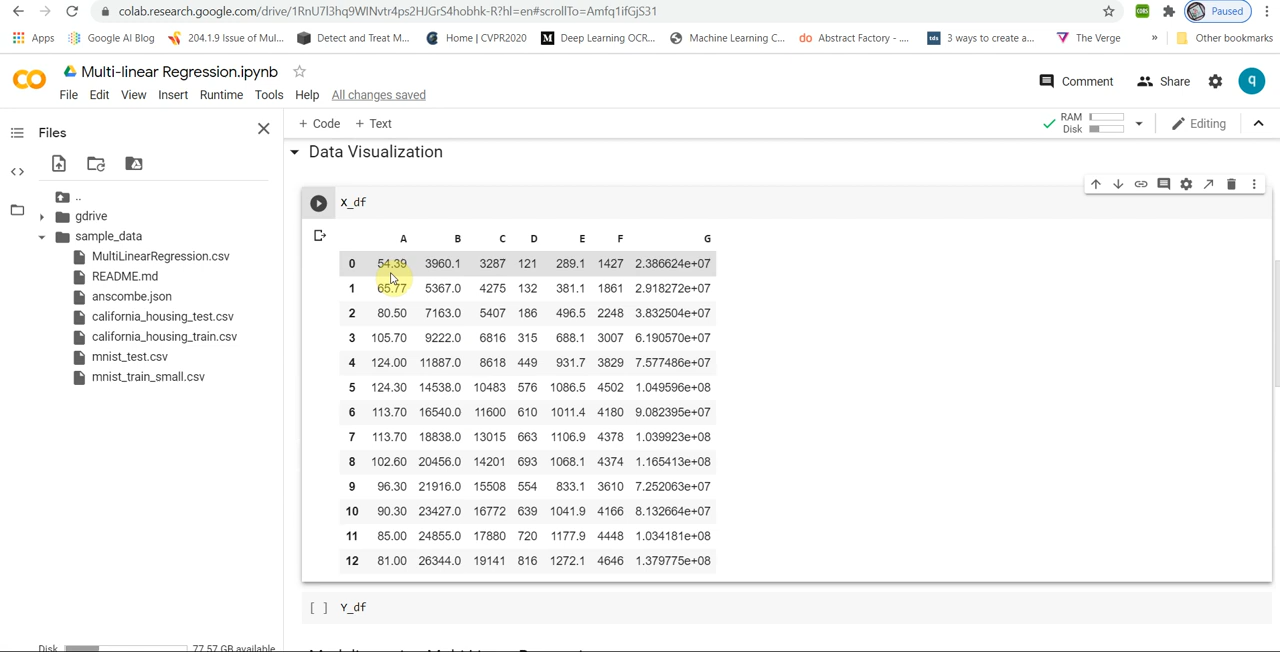 colab.research.google.com/drive/1RnU7l3hq9WINvtr4ps2HJGrS4hobhk-R?hl=en#scrollTo=Amfq1ifGjS31
COBS
Paused
Apps Google AI Blog 204.1.9 Issue of Mul... Detect and Treat M... Home | CVPR2020 Deep Learning OCR... Machine Learning C... Abstract Factory - .... 3 ways to create a... The Verge » Other bookmarks
Multi-linear Regression.ipynb
File Edit View Insert Runtime Tools Help All changes saved
Comment Share q
Files
+ Code + Text
RAM
Disk
Editing
..
gdrive
sample_data
MultiLinearRegression.csv
README.md
anscombe.json
california_housing_test.csv
california_housing_train.csv
mnist_test.csv
mnist_train_small.csv
Disk 77.57 GB available
Data Visualization
X_df
A B C D E F G
0 54.39 3960.1 3287 121 289.1 1427 2.386624e+07
1 65.77 5367.0 4275 132 381.1 1861 2.918272e+07
2 80.50 7163.0 5407 186 496.5 2248 3.832504e+07
3 105.70 9222.0 6816 315 688.1 3007 6.190570e+07
4 124.00 11887.0 8618 449 931.7 3829 7.577486e+07
5 124.30 14538.0 10483 576 1086.5 4502 1.049596e+08
6 113.70 16540.0 11600 610 1011.4 4180 9.082395e+07
7 113.70 18838.0 13015 663 1106.9 4378 1.039923e+08
8 102.60 20456.0 14201 693 1068.1 4374 1.165413e+08
9 96.30 21916.0 15508 554 833.1 3610 7.252063e+07
10 90.30 23427.0 16772 639 1041.9 4166 8.132664e+07
11 85.00 24855.0 17880 720 1177.9 4448 1.034181e+08
12 81.00 26344.0 19141 816 1272.1 4646 1.379775e+08
[ ] Y_df